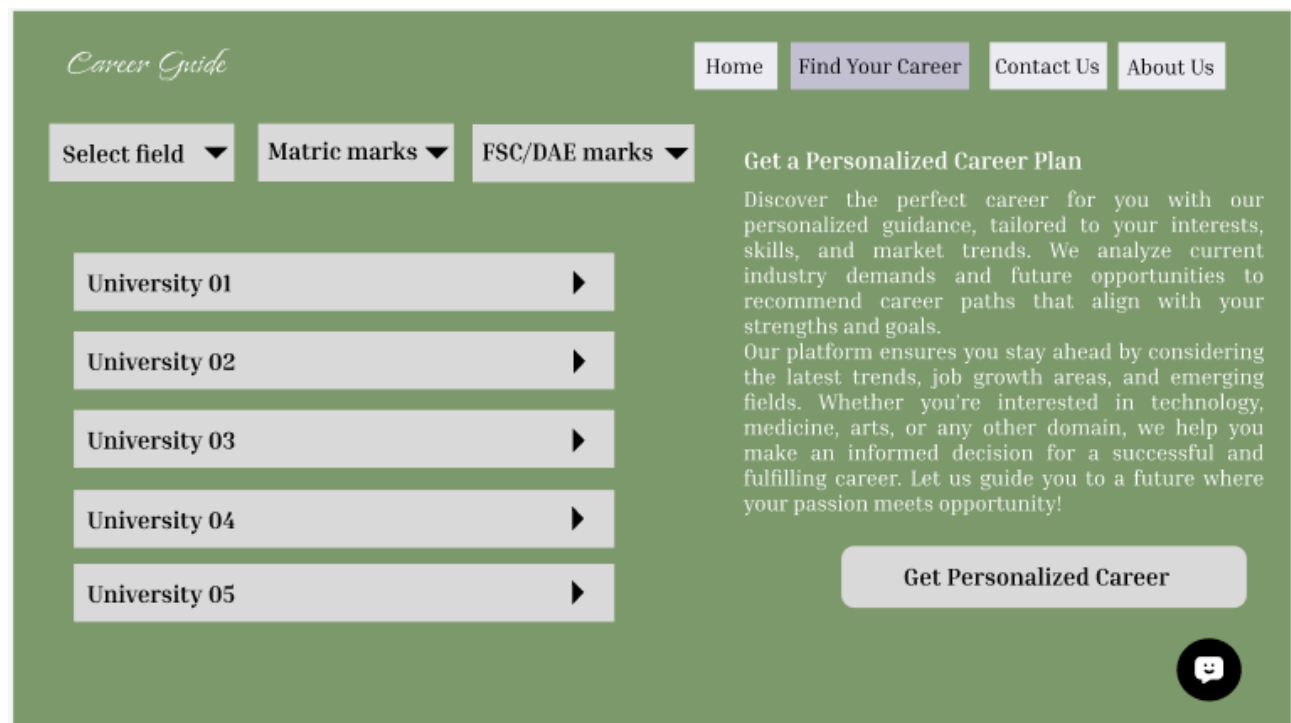 Career Guide
Home
Find Your Career
Contact Us
About Us
Select field
Matric marks
FSC/DAE marks
University 01
University 02
University 03
University 04
University 05
Get a Personalized Career Plan
Discover the perfect career for you with our
personalized guidance, tailored to your interests,
skills, and market trends. We analyze current
industry demands and future opportunities to
recommend career paths that align with your
strengths and goals.
Our platform ensures you stay ahead by considering
the latest trends, job growth areas, and emerging
fields. Whether you're interested in technology,
medicine, arts, or any other domain, we help you
make an informed decision for a successful and
fulfilling career. Let us guide you to a future where
your passion meets opportunity!
Get Personalized Career